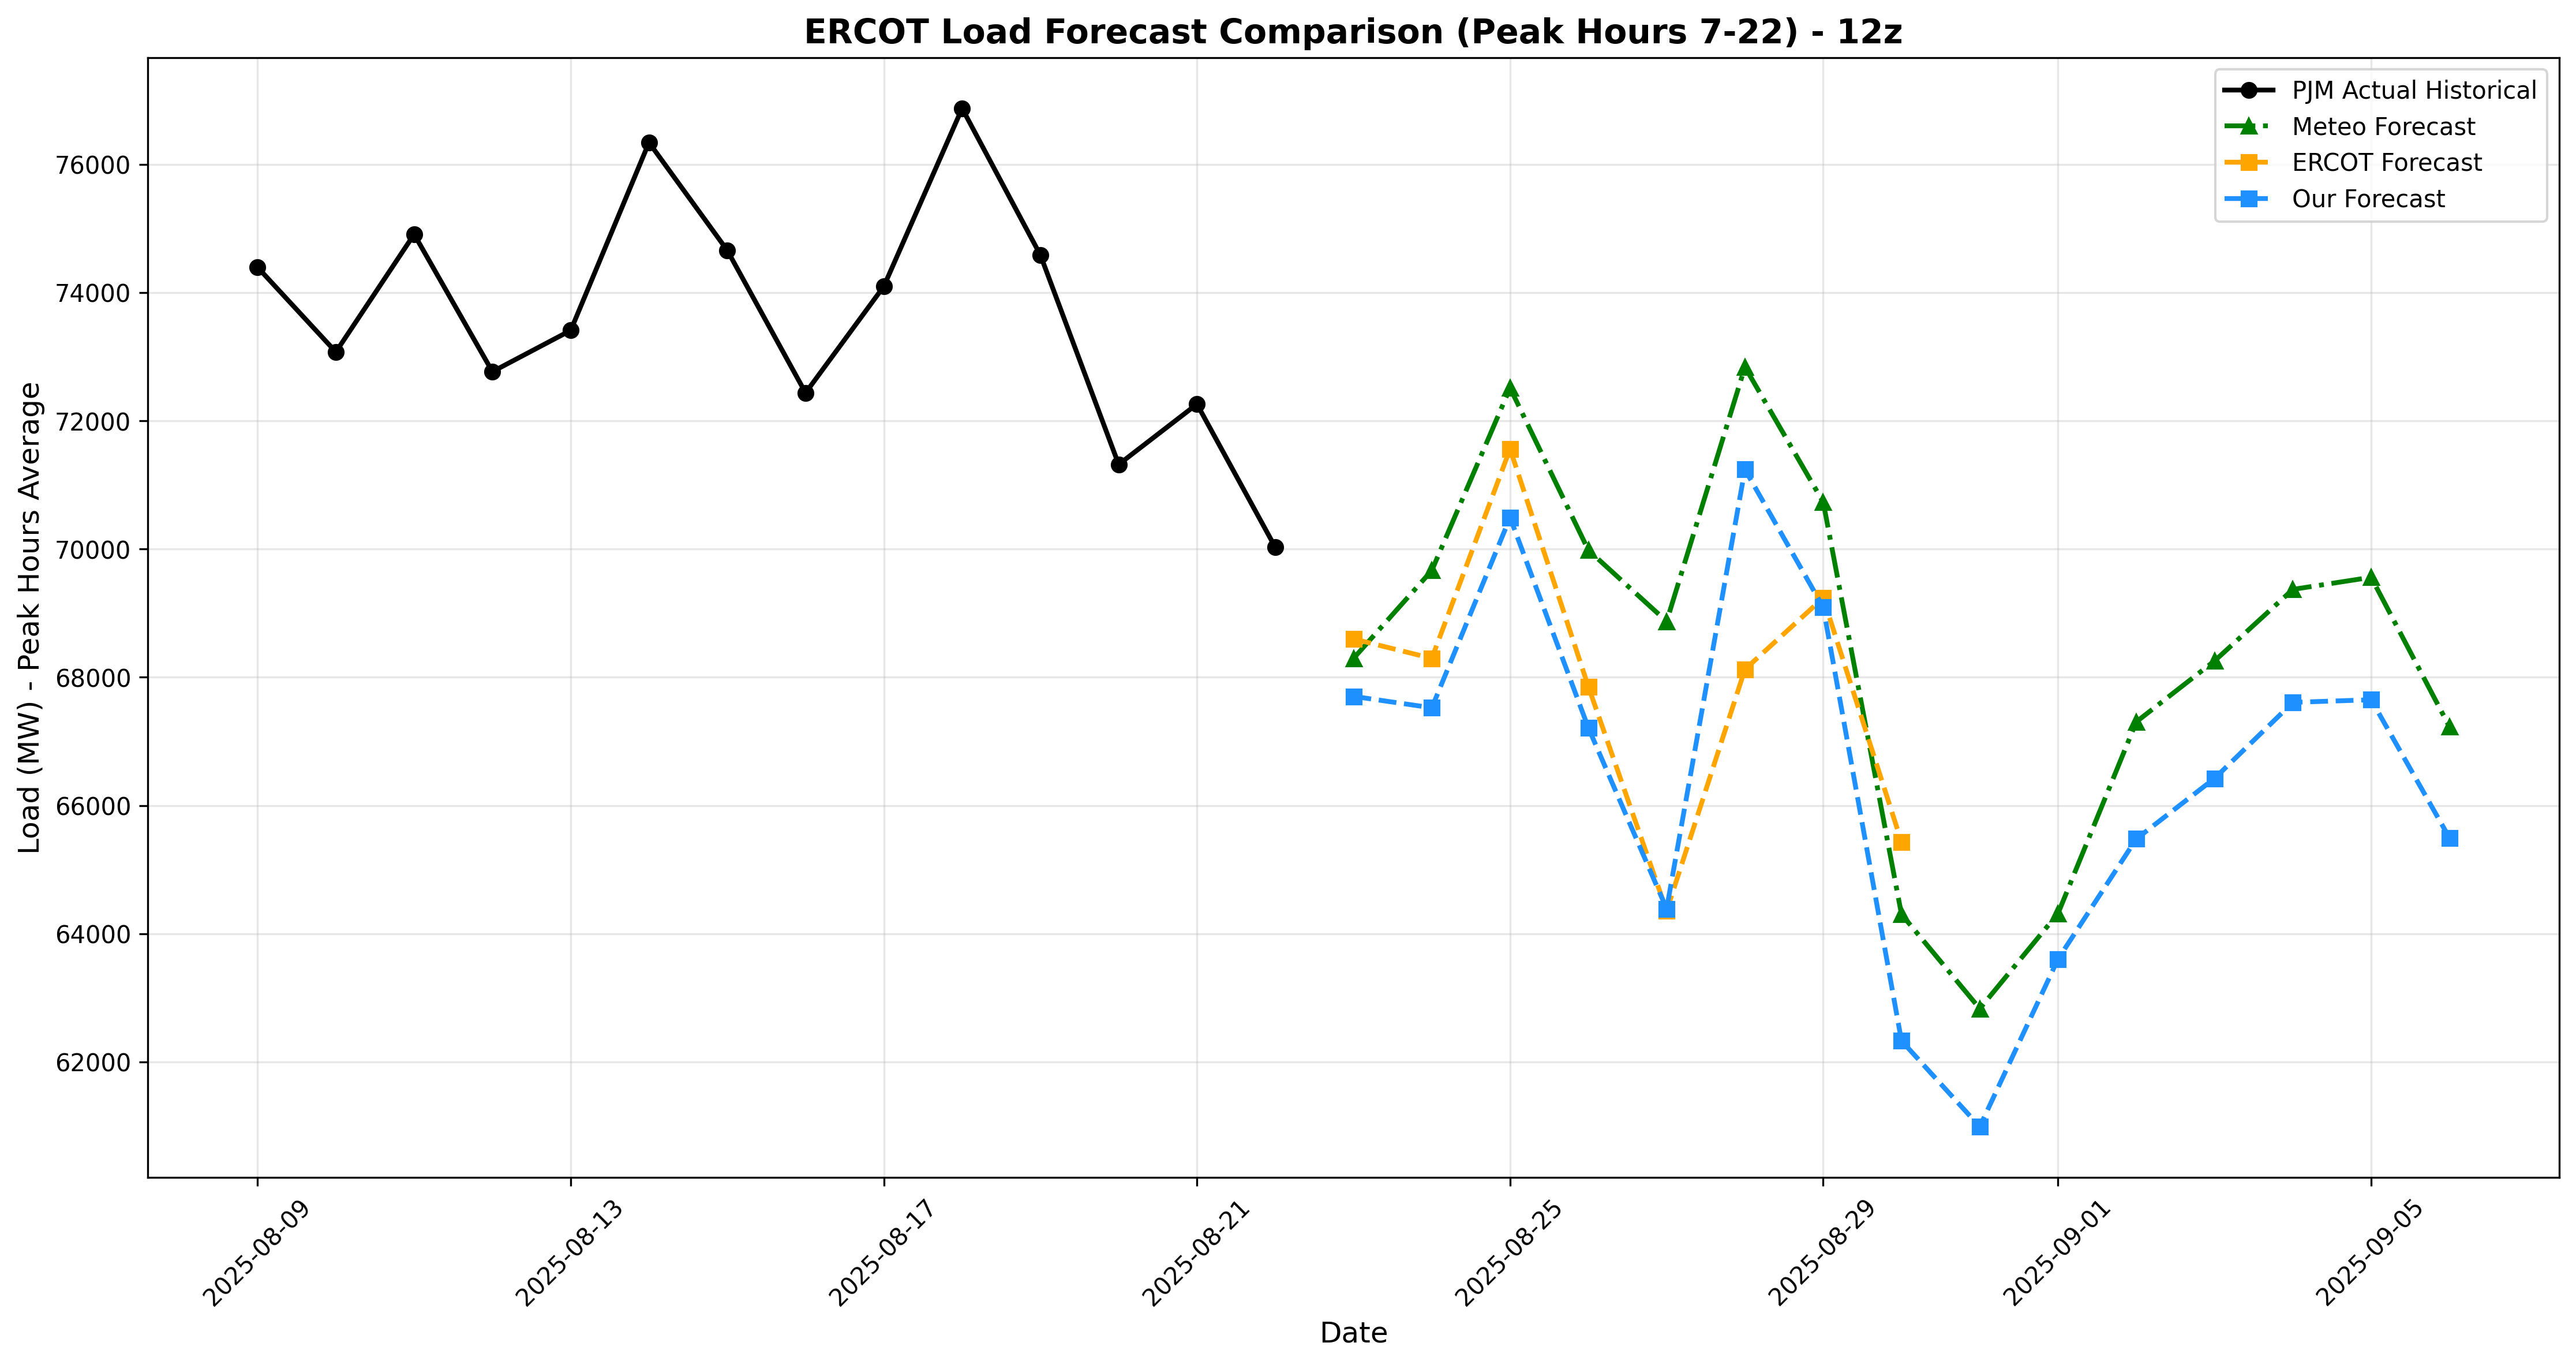 ERCOT Load Forecast Comparison (Peak Hours 7-22) - 12z
PJM Actual Historical
Meteo Forecast
ERCOT Forecast
Our Forecast
Load (MW) - Peak Hours Average
76000
74000
72000
70000
68000
66000
64000
62000
2025-08-09
2025-08-13
2025-08-17
2025-08-21
2025-08-25
2025-08-29
2025-09-01
2025-09-05
Date